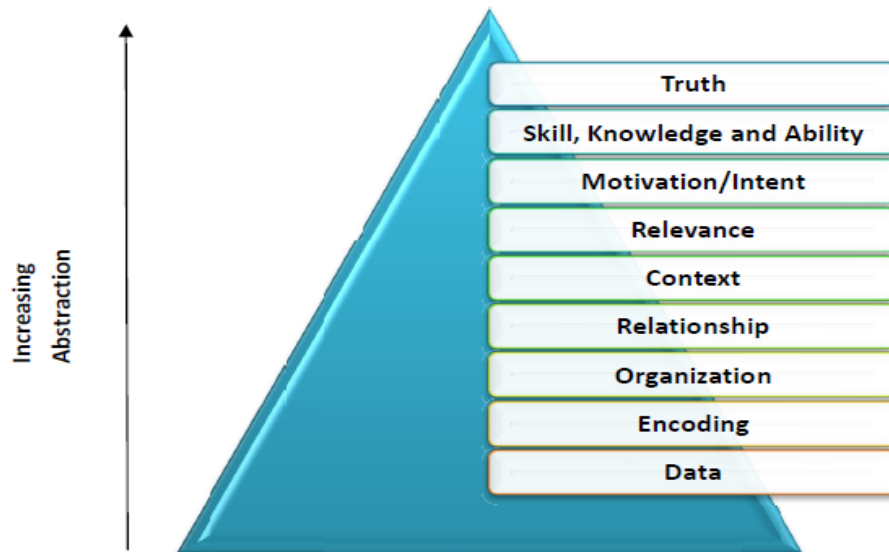 Increasing
Abstraction
Truth
Skill, Knowledge and Ability
Motivation/Intent
Relevance
Context
Relationship
Organization
Encoding
Data